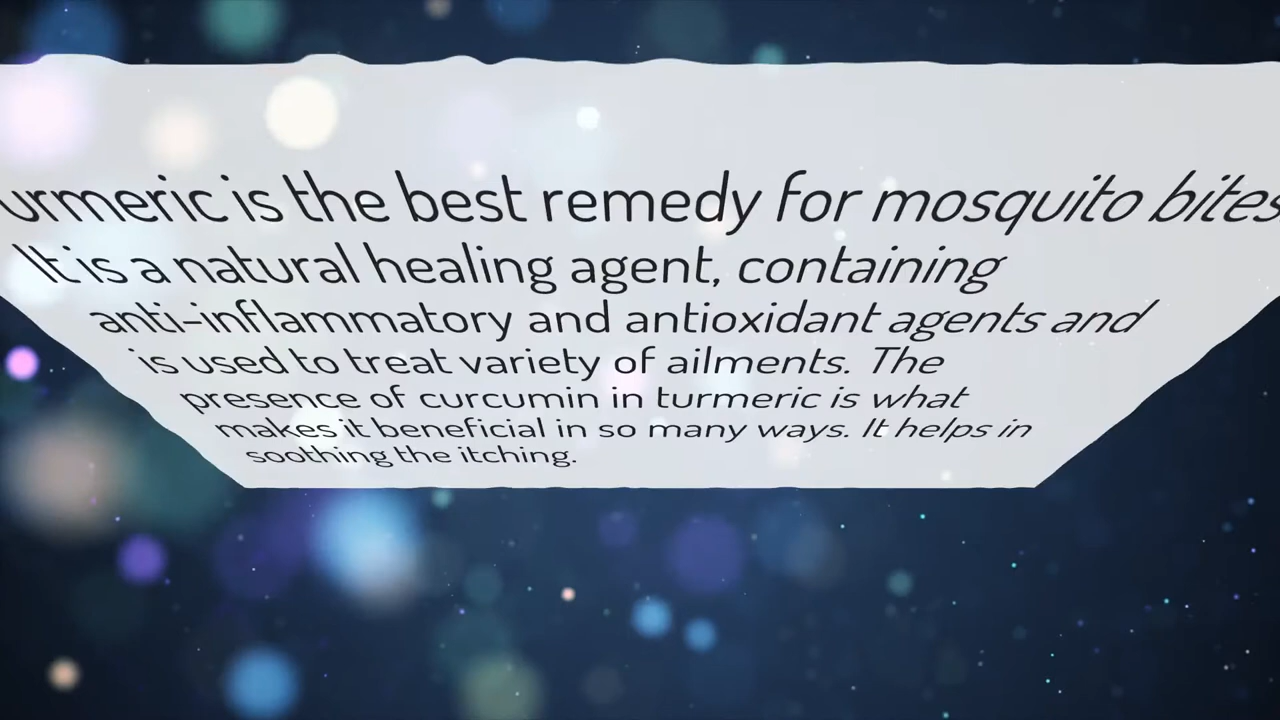 urmeric is the best remedy for mosquito bites
It is a natural healing agent, containing
anti-inflammatory and antioxidant agents and
is used to treat variety of ailments. The
presence of curcumin in turmeric is what
makes it beneficial in so many ways. It helps in
soothing the itching.